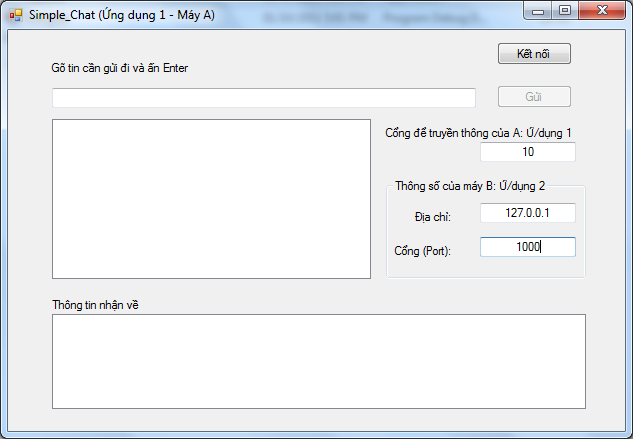 Simple_Chat (Ứng dụng 1 - Máy A)
Kết nối
Gõ tin cần gửi đi và ấn Enter
Gửi
Cổng để truyền thông của A: Ứ/dụng 1
10
Thông số của máy B: Ứ/dụng 2
Địa chỉ:
127.0.0.1
Cổng (Port):
1000
Thông tin nhận về